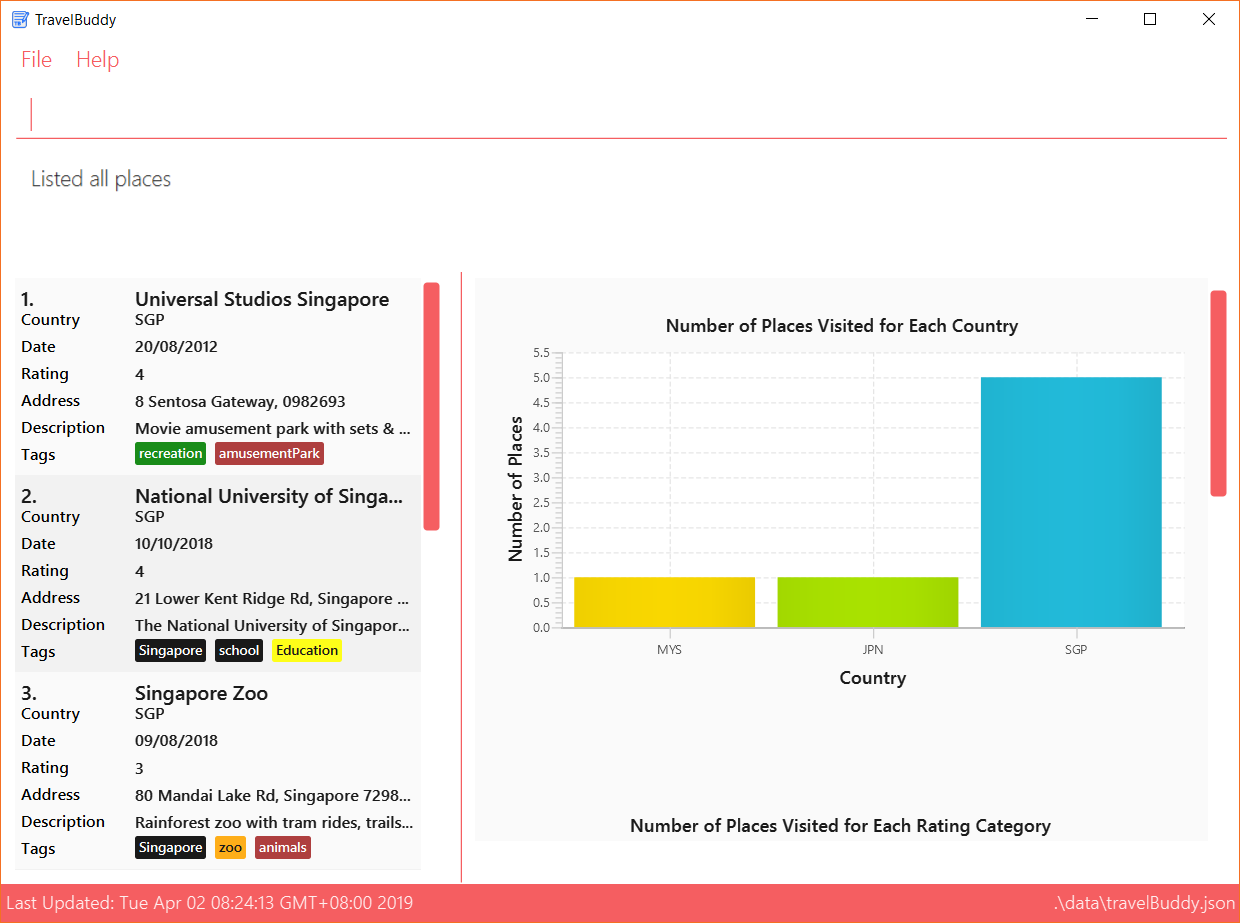 TravelBuddy
File Help
Listed all places
1. Universal Studios Singapore
Country SGP
Date 20/08/2012
Rating 4
Address 8 Sentosa Gateway, 0982693
Description Movie amusement park with sets & ...
Tags recreation amusementPark
2. National University of Singa...
Country SGP
Date 10/10/2018
Rating 4
Address 21 Lower Kent Ridge Rd, Singapore ...
Description The National University of Singapor...
Tags Singapore school Education
3. Singapore Zoo
Country SGP
Date 09/08/2018
Rating 3
Address 80 Mandai Lake Rd, Singapore 7298...
Description Rainforest zoo with tram rides, trails...
Tags Singapore zoo animals
Number of Places Visited for Each Country
Number of Places
5.5
5.0
4.5
4.0
3.5
3.0
2.5
2.0
1.5
1.0
0.5
0.0
MYS JPN SGP
Country
Number of Places Visited for Each Rating Category
Last Updated: Tue Apr 02 08:24:13 GMT+08:00 2019 .\data\travelBuddy.json